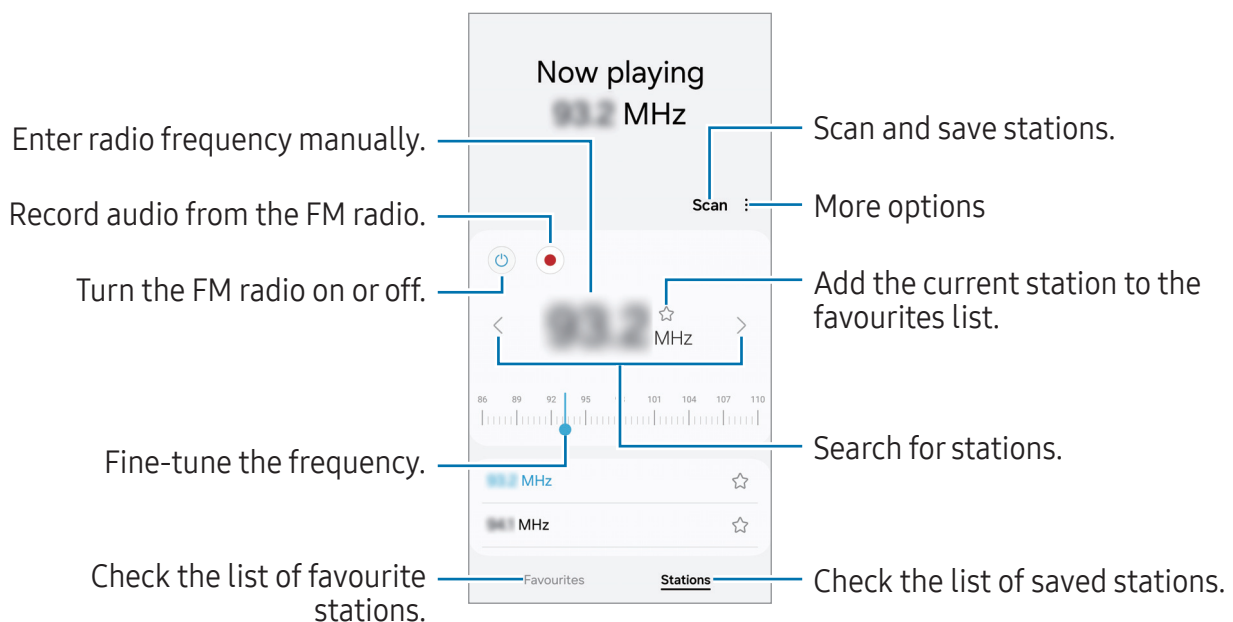 Now playing
MHz
Enter radio frequency manually.
Scan and save stations.
Record audio from the FM radio.
Scan
More options
Turn the FM radio on or off.
Add the current station to the
favourites list.
MHz
86 89 92 95 101 104 107 110
Fine-tune the frequency.
Search for stations.
MHz
MHz
Check the list of favourite
stations.
Favourites
Stations
Check the list of saved stations.